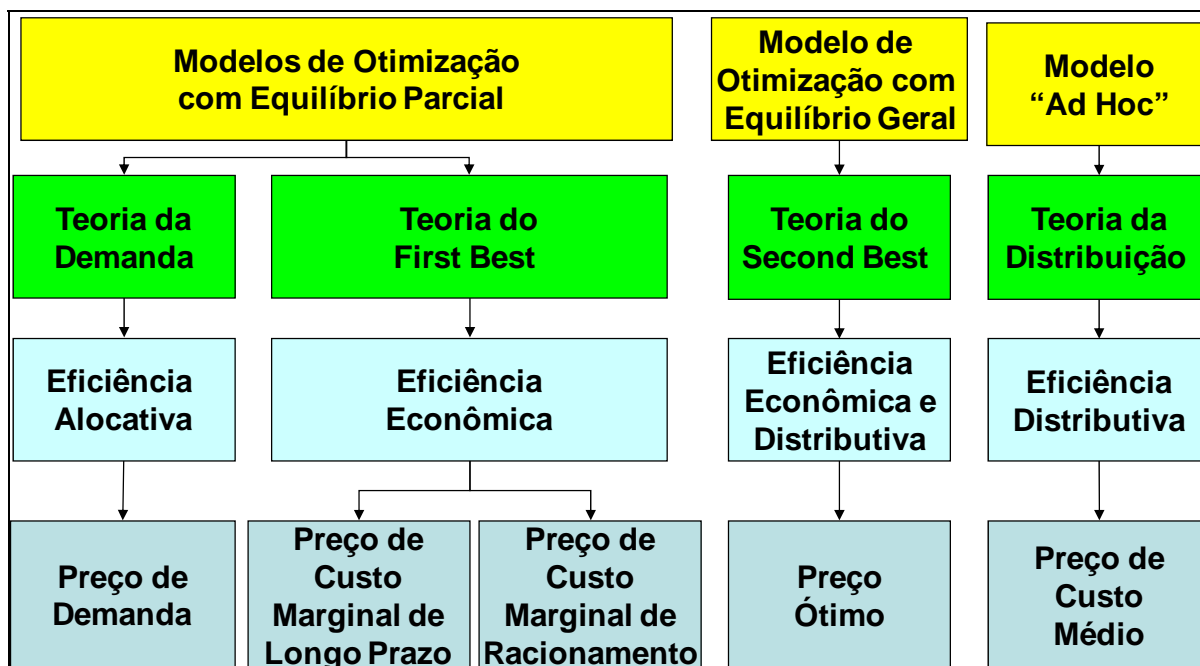 Modelos de Otimização
com Equilíbrio Parcial
Modelo de
Otimização com
Equilíbrio Geral
Modelo
“Ad Hoc”
Teoria da
Demanda
Teoria do
First Best
Teoria do
Second Best
Teoria da
Distribuição
Eficiência
Alocativa
Eficiência
Econômica
Eficiência
Econômica e
Distributiva
Eficiência
Distributiva
Preço de
Demanda
Preço de
Custo
Marginal de
Longo Prazo
Preço de
Custo
Marginal de
Racionamento
Preço
Ótimo
Preço de
Custo
Médio